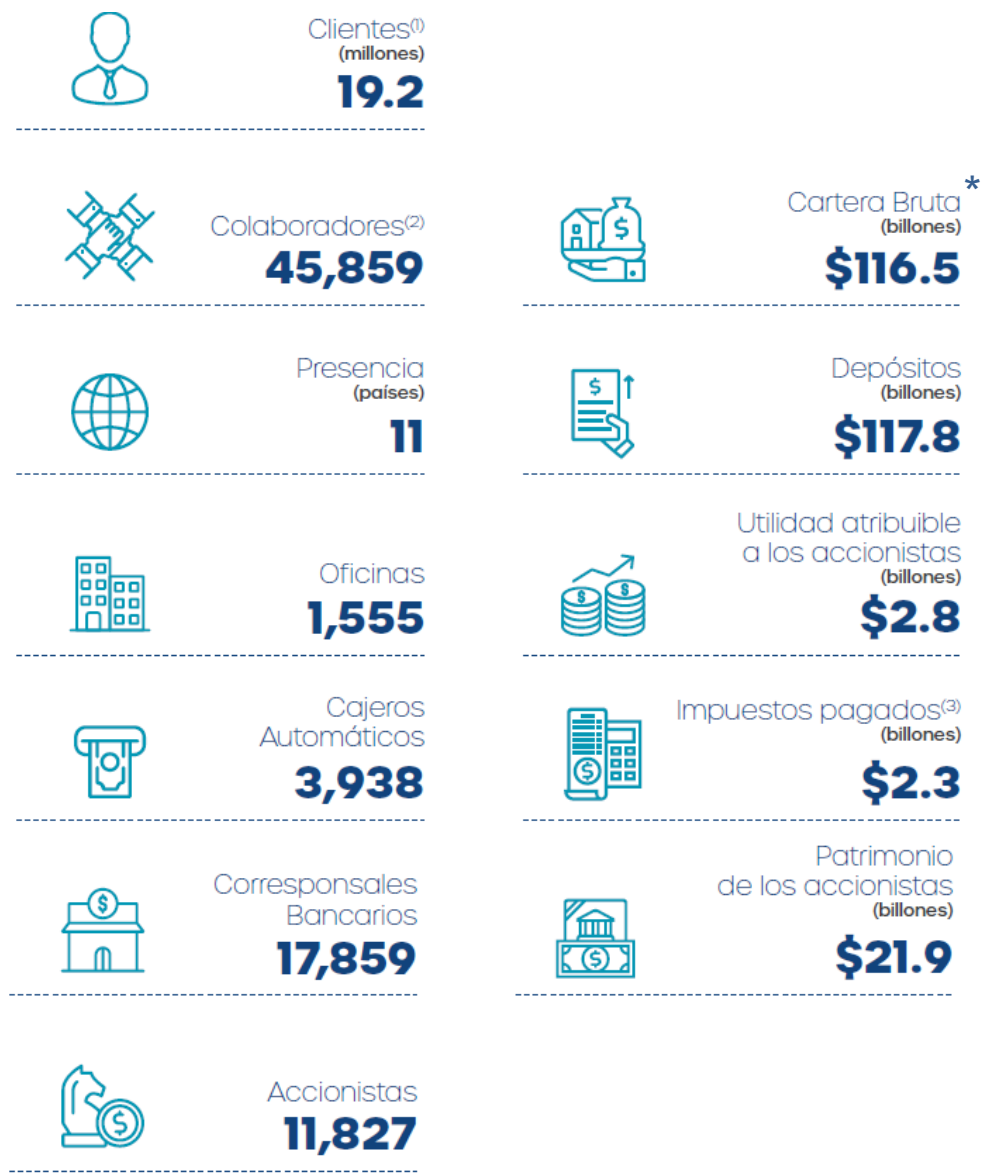 Clientes(1)
(millones)
19.2
Colaboradores(2)
45,859
Presencia
(países)
11
Oficinas
1,555
Cajeros
Automáticos
3,938
Corresponsales
Bancarios
17,859
Accionistas
11,827
Cartera Bruta*
(billones)
$116.5
Depósitos
(billones)
$117.8
Utilidad atribuible
a los accionistas
(billones)
$2.8
Impuestos pagados(3)
(billones)
$2.3
Patrimonio
de los accionistas
(billones)
$21.9